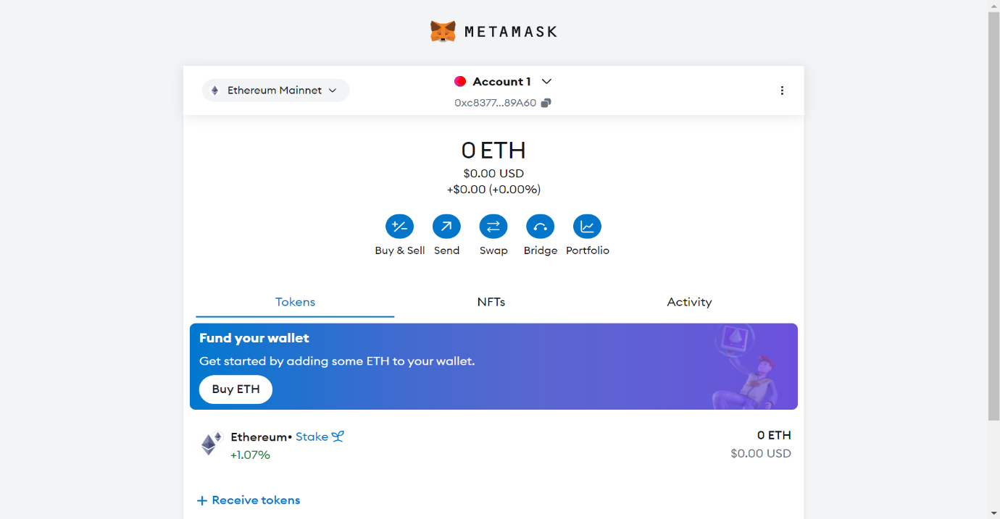 METAMASK
Ethereum Mainnet
Account 1
0xc8377...89A60
0 ETH
$0.00 USD
+$0.00 (+0.00%)
Buy & Sell
Send
Swap
Bridge
Portfolio
Tokens
NFTs
Activity
Fund your wallet
Get started by adding some ETH to your wallet.
Buy ETH
Ethereum• Stake
0 ETH
+1.07%
$0.00 USD
+ Receive tokens